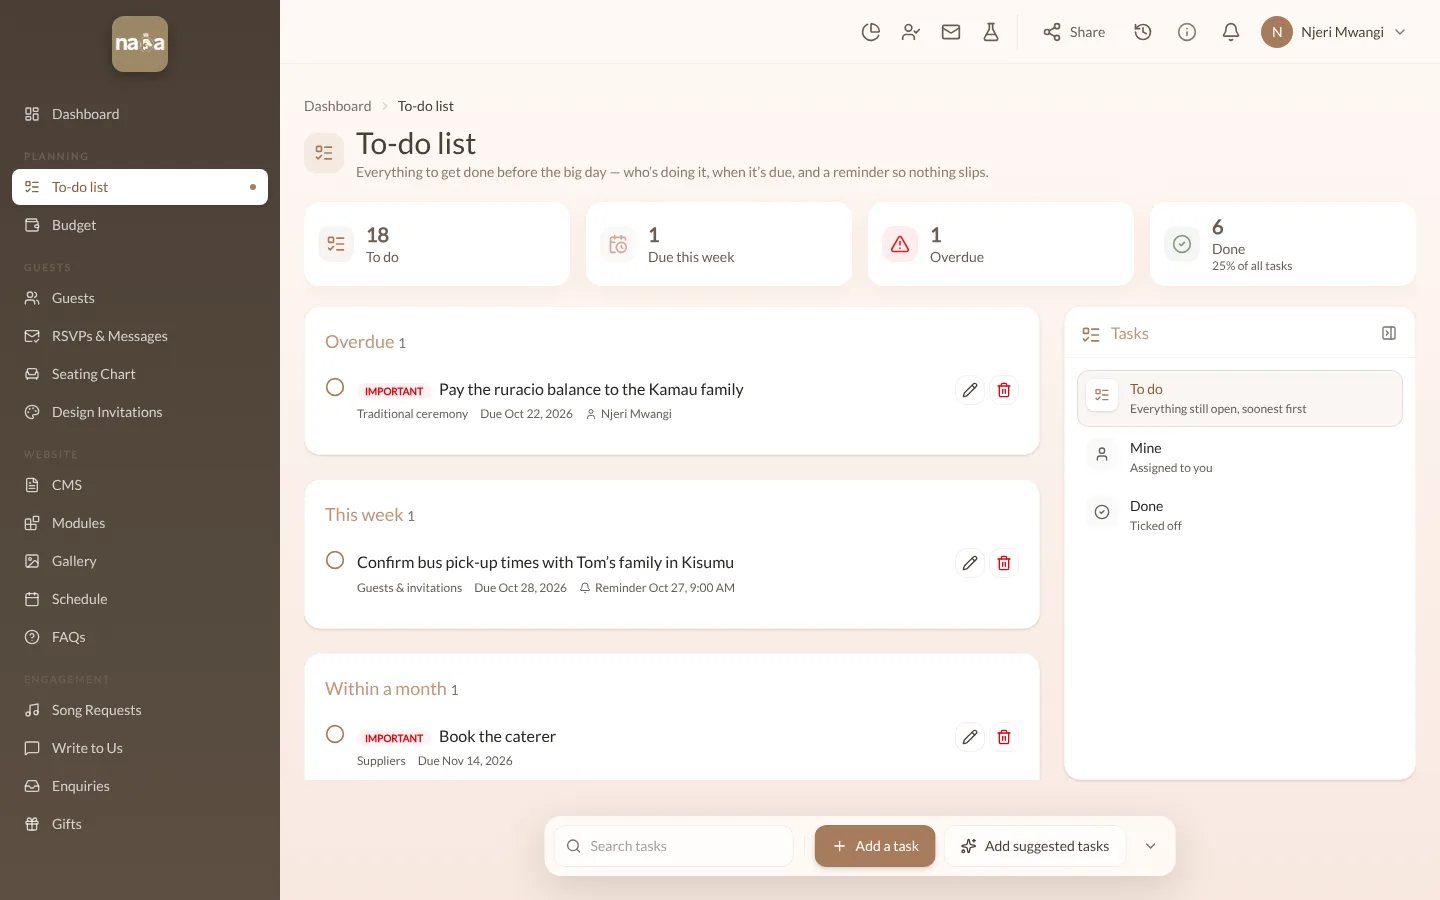 Dashboard
PLANNING
To-do list
Budget
GUESTS
Guests
RSVPs & Messages
Seating Chart
Design Invitations
WEBSITE
CMS
Modules
Gallery
Schedule
FAQs
ENGAGEMENT
Song Requests
Write to Us
Enquiries
Gifts
Share
N
Njeri Mwangi
Dashboard To-do list
To-do list
Everything to get done before the big day — who’s doing it, when it’s due, and a reminder so nothing slips.
18
To do
1
Due this week
1
Overdue
6
Done
25% of all tasks
Overdue 1
IMPORTANT Pay the ruracio balance to the Kamau family
Traditional ceremony Due Oct 22, 2026 Njeri Mwangi
This week 1
Confirm bus pick-up times with Tom’s family in Kisumu
Guests & invitations Due Oct 28, 2026 Reminder Oct 27, 9:00 AM
Within a month 1
IMPORTANT Book the caterer
Suppliers Due Nov 14, 2026
Tasks
To do
Everything still open, soonest first
Mine
Assigned to you
Done
Ticked off
Search tasks
Add a task
Add suggested tasks